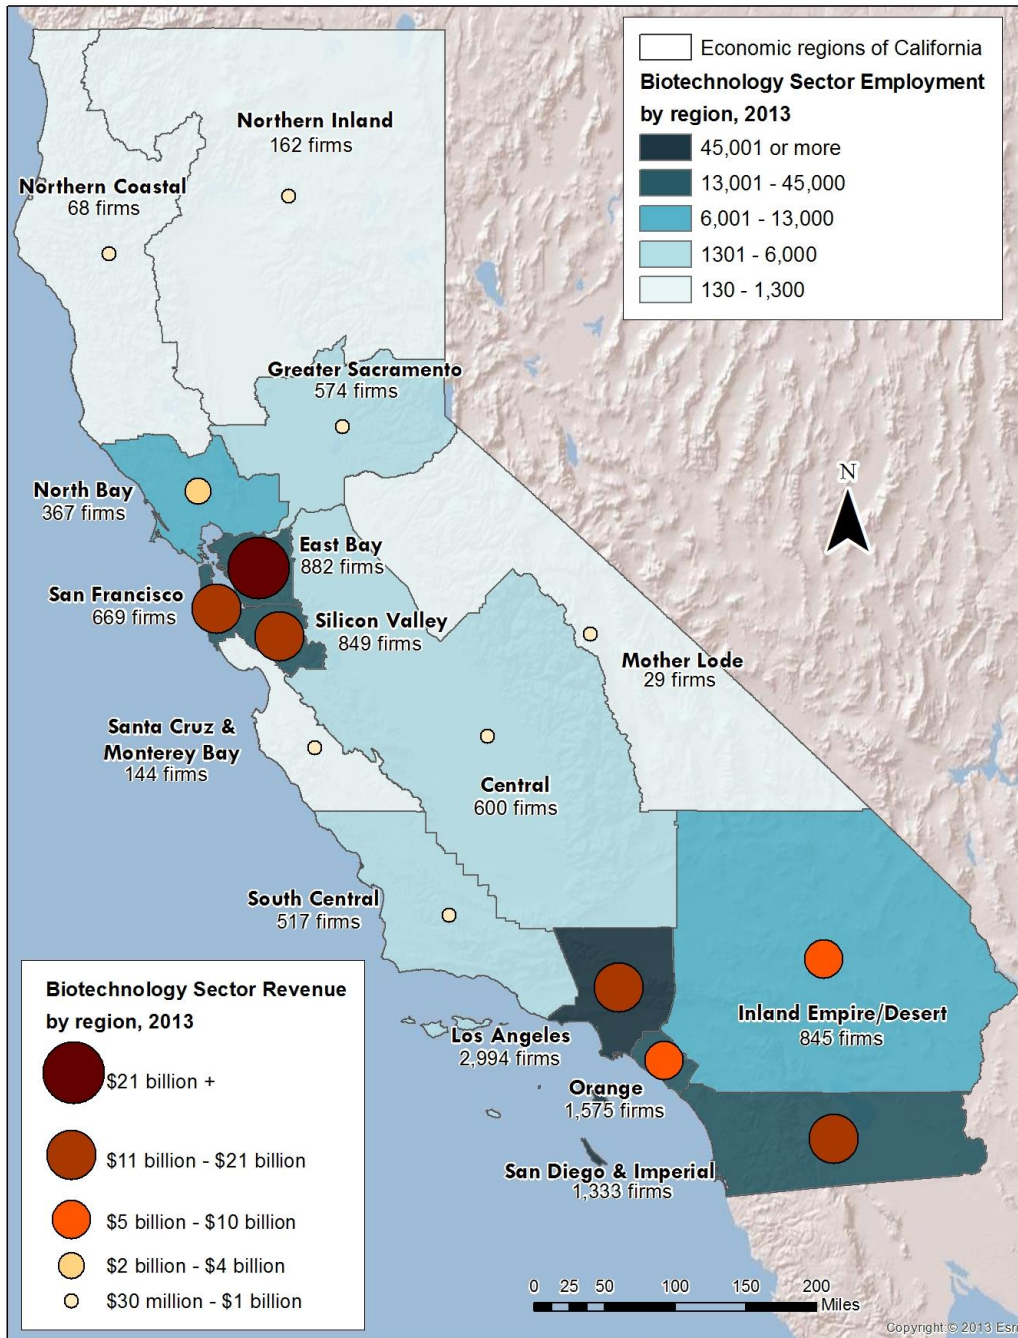 Economic regions of California
Biotechnology Sector Employment
by region, 2013
45,001 or more
13,001 - 45,000
6,001 - 13,000
1301 - 6,000
130 - 1,300
Northern Inland
162 firms
Northern Coastal
68 firms
Greater Sacramento
574 firms
North Bay
367 firms
N
East Bay
882 firms
San Francisco
669 firms
Silicon Valley
849 firms
Mother Lode
29 firms
Santa Cruz &
Monterey Bay
144 firms
Central
600 firms
South Central
517 firms
Inland Empire/Desert
845 firms
Los Angeles
2,994 firms
Orange
1,575 firms
San Diego & Imperial
1,333 firms
Biotechnology Sector Revenue
by region, 2013
$21 billion +
$11 billion - $21 billion
$5 billion - $10 billion
$2 billion - $4 billion
$30 million - $1 billion
0 25 50 100 150 200
Miles
Copyright:© 2013 Esri